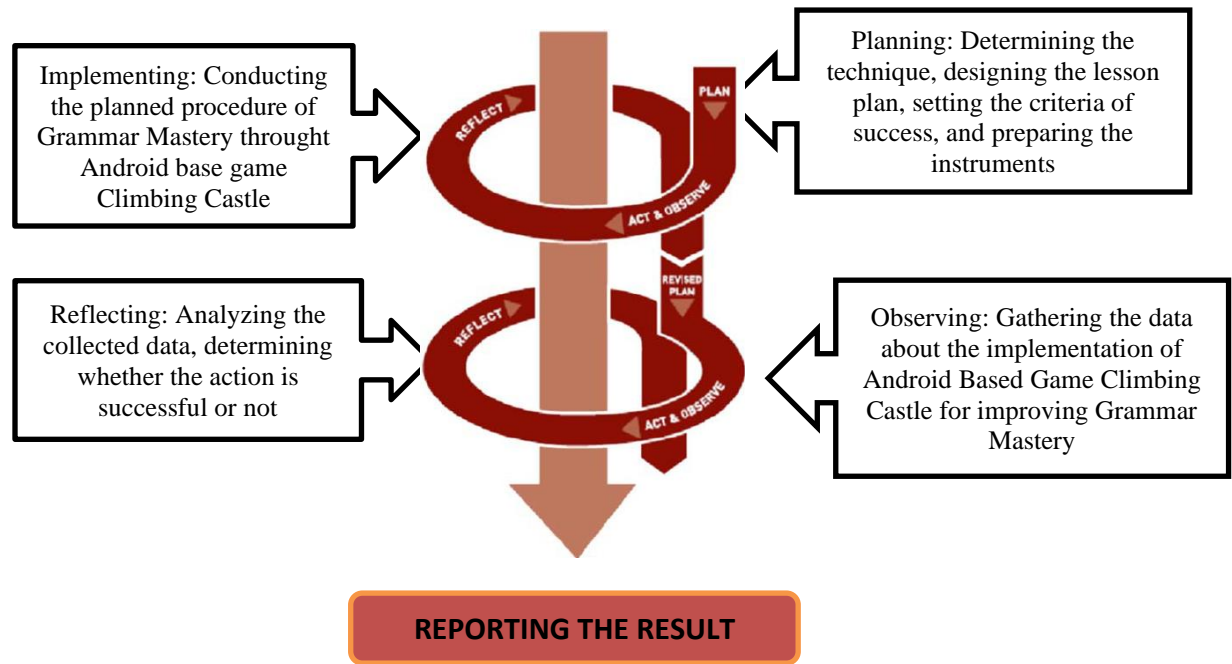 Implementing: Conducting
the planned procedure of
Grammar Mastery throught
Android base game
Climbing Castle
Planning: Determining the
technique, designing the lesson
plan, setting the criteria of
success, and preparing the
instruments
REFLECT
PLAN
ACT & OBSERVE
REVISED
PLAN
Reflecting: Analyzing the
collected data, determining
whether the action is
successful or not
REFLECT
ACT & OBSERVE
Observing: Gathering the data
about the implementation of
Android Based Game Climbing
Castle for improving Grammar
Mastery
REPORTING THE RESULT